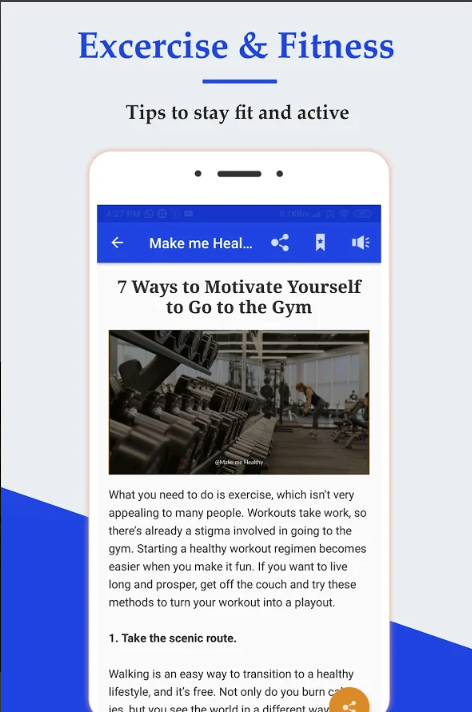 Excercise & Fitness
Tips to stay fit and active
4:27 PM
Make me Heal...
7 Ways to Motivate Yourself
to Go to the Gym
@Make me Healthy
What you need to do is exercise, which isn't very
appealing to many people. Workouts take work, so
there's already a stigma involved in going to the
gym. Starting a healthy workout regimen becomes
easier when you make it fun. If you want to live
long and prosper, get off the couch and try these
methods to turn your workout into a playout.
1. Take the scenic route.
Walking is an easy way to transition to a healthy
lifestyle, and it's free. Not only do you burn
ies, but you see the world in a different way